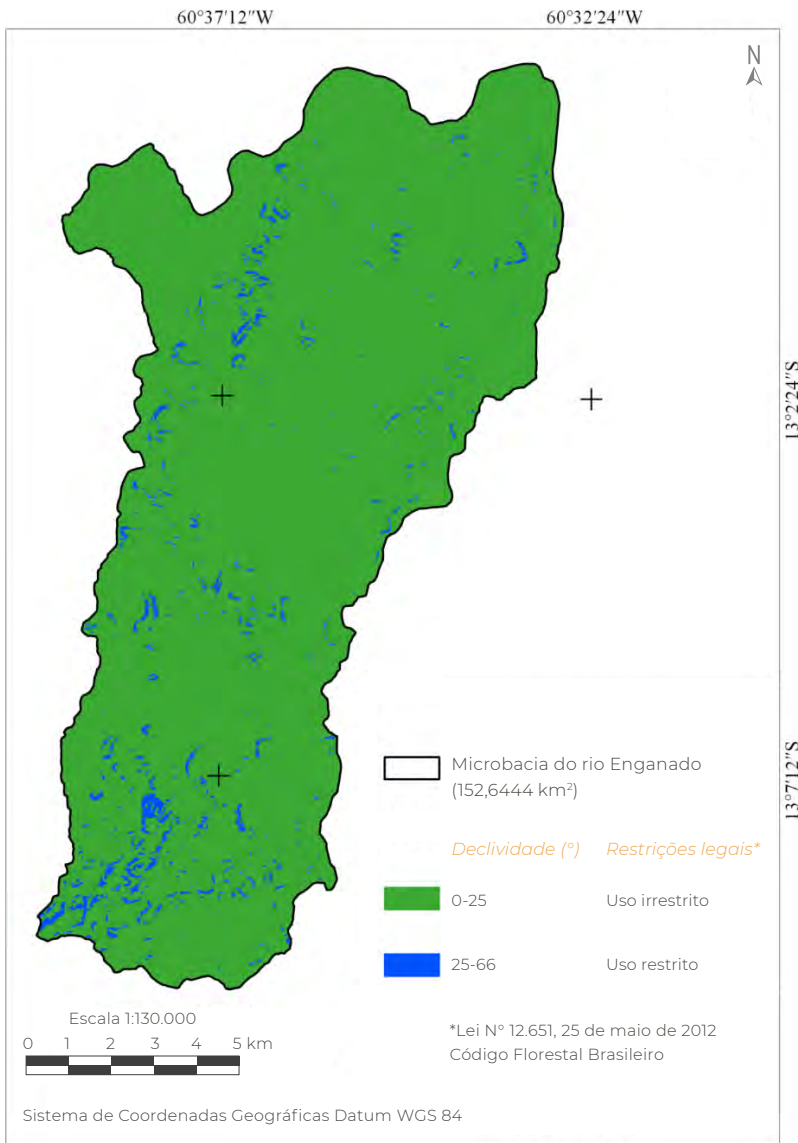 60°37'12"W
60°32'24"W
N
13°2'24"S
13°7'12"S
Microbacia do rio Enganado
(152,6444 km²)
Declividade (°) Restrições legais*
0-25 Uso irrestrito
25-66 Uso restrito
*Lei N° 12.651, 25 de maio de 2012
Código Florestal Brasileiro
Escala 1:130.000
0 1 2 3 4 5 km
Sistema de Coordenadas Geográficas Datum WGS 84